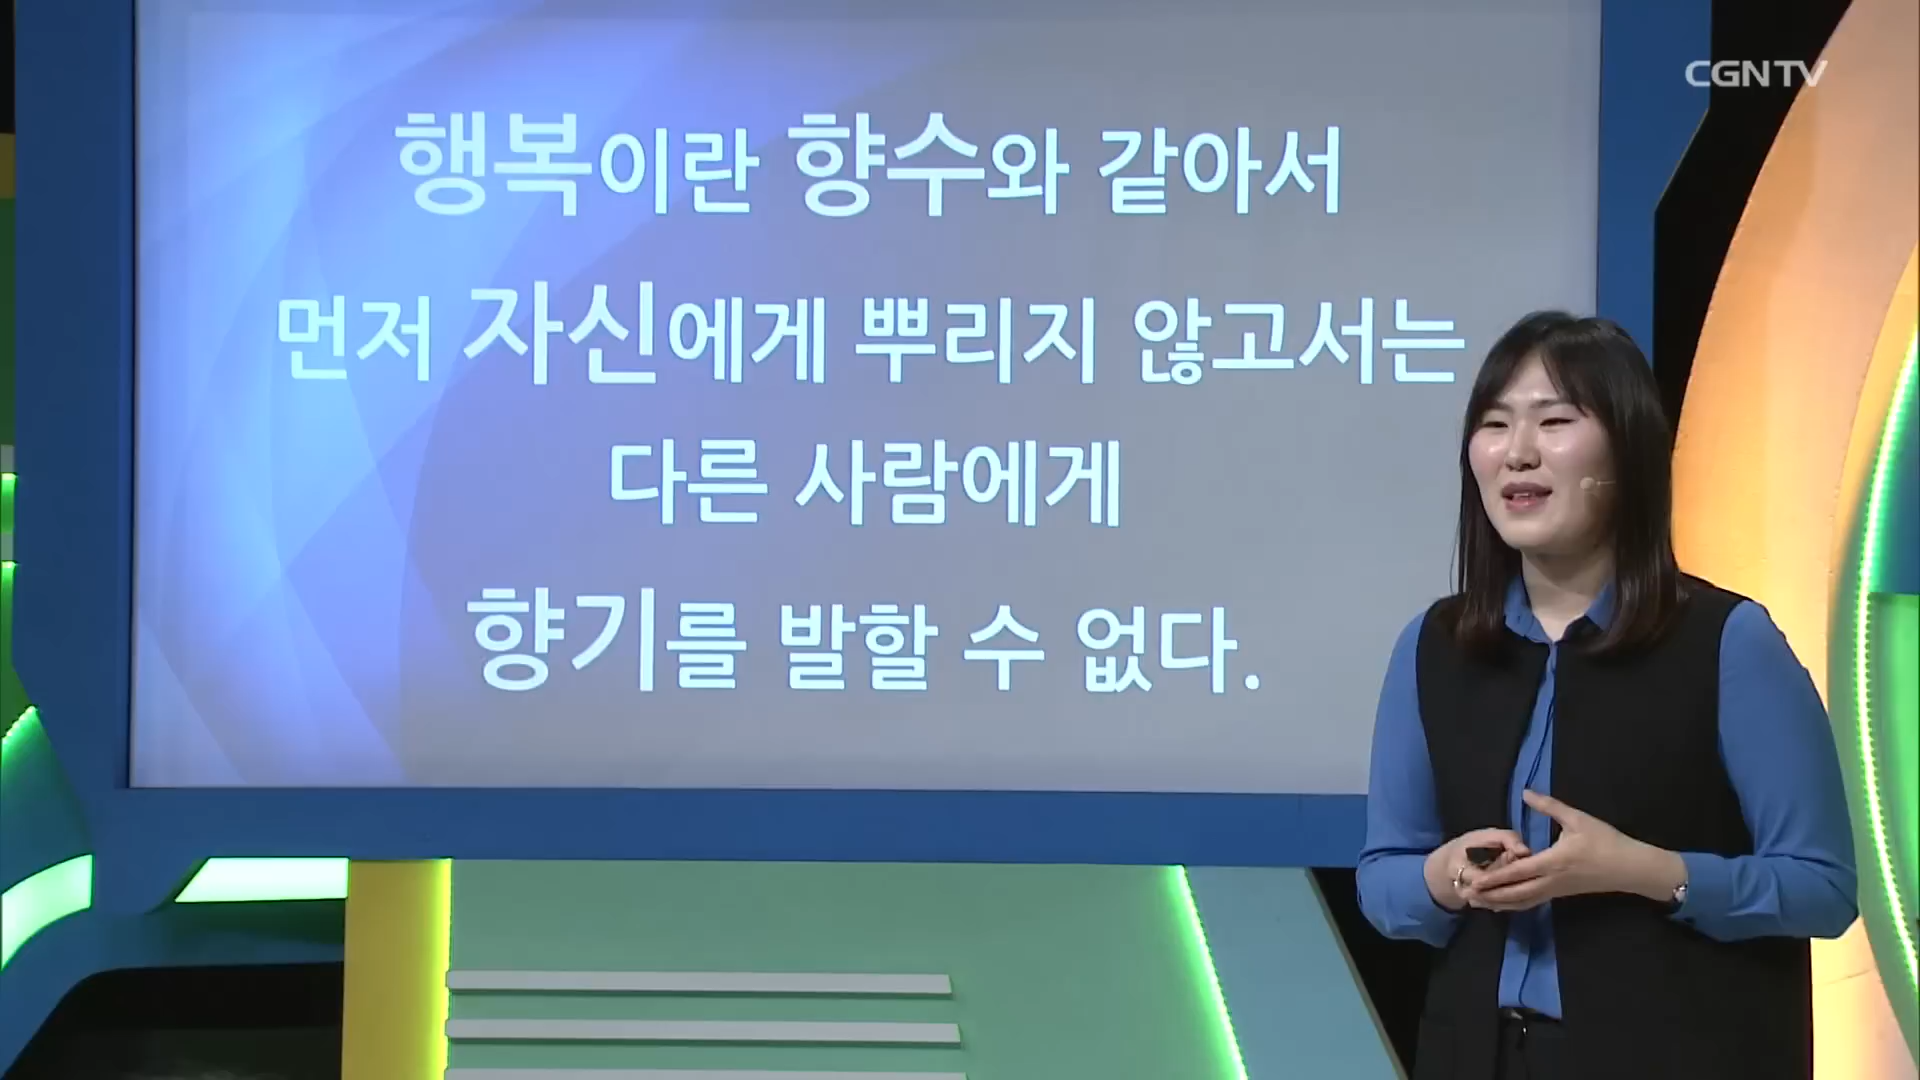 CGNTV
행복이란 향수와 같아서
먼저 자신에게 뿌리지 않고서는
다른 사람에게
향기를 발할 수 없다.